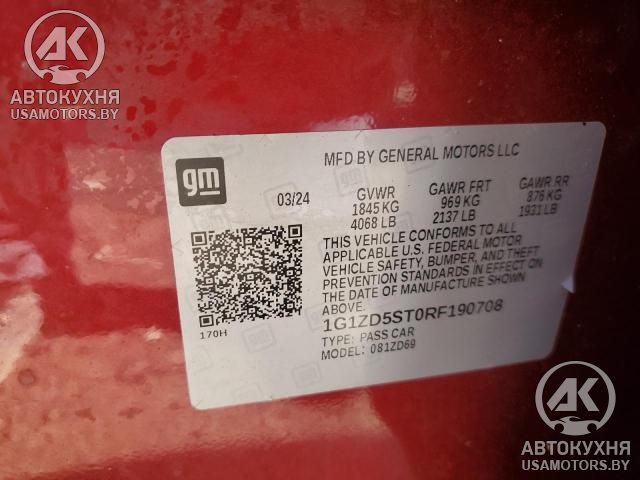 AK
АВТОКУХНЯ
USAMOTORS.BY
gm
MFD BY GENERAL MOTORS LLC
03/24 GVWR GAWR FRT GAWR RR
1845 KG 969 KG 876 KG
4068 LB 2137 LB 1931 LB
THIS VEHICLE CONFORMS TO ALL
APPLICABLE U.S. FEDERAL MOTOR
VEHICLE SAFETY, BUMPER, AND THEFT
PREVENTION STANDARDS IN EFFECT ON
THE DATE OF MANUFACTURE SHOWN
ABOVE.
170H
1G1ZD5ST0RF190708
TYPE: PASS CAR
MODEL: 081ZD69
AK
АВТОКУХНЯ
USAMOTORS.BY